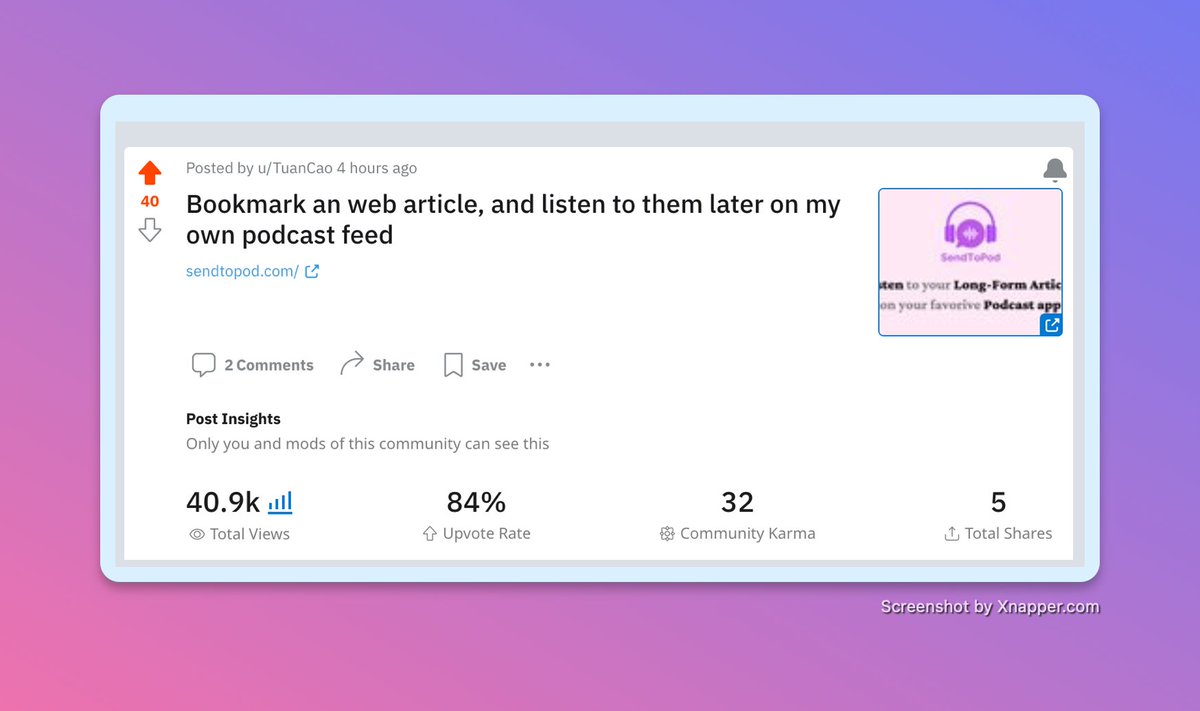 Posted by u/TuanCao 4 hours ago
40
Bookmark an web article, and listen to them later on my
own podcast feed
sendtopod.com/
SendToPod
sten to your Long-Form Artic
on your favorive Podcast app
2 Comments
Share
Save
Post Insights
Only you and mods of this community can see this
40.9k
Total Views
84%
Upvote Rate
32
Community Karma
5
Total Shares
Screenshot by Xnapper.com